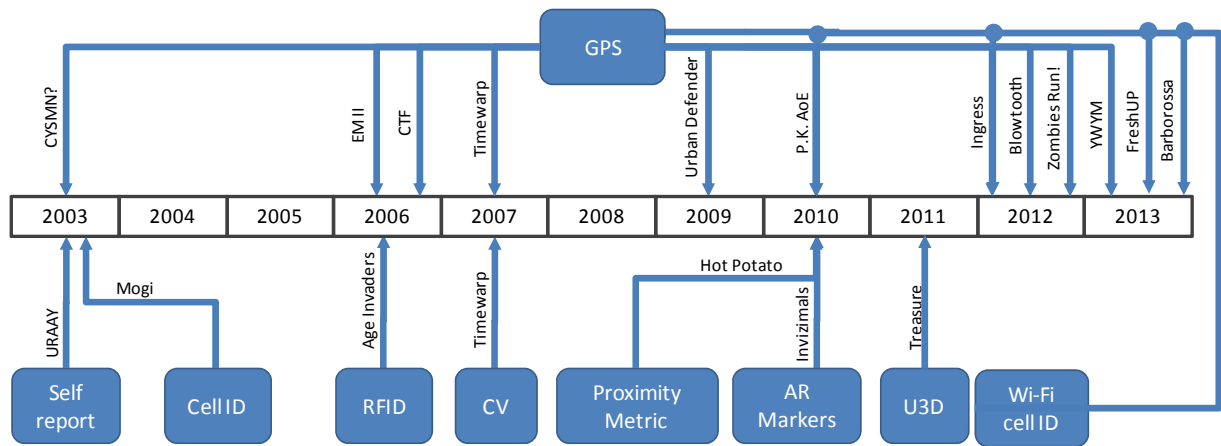 GPS
CYSMN?
EM II
CTF
Timewarp
Urban Defender
P.K. AoE
Ingress
Blowtooth
Zombies Run!
YWYM
FreshUP
Barborossa
2003 2004 2005 2006 2007 2008 2009 2010 2011 2012 2013
URAAY
Mogi
Age Invaders
Timewarp
Hot Potato
Invizimals
Treasure
Self
report
Cell ID
RFID
CV
Proximity
Metric
AR
Markers
U3D
Wi-Fi
cell ID